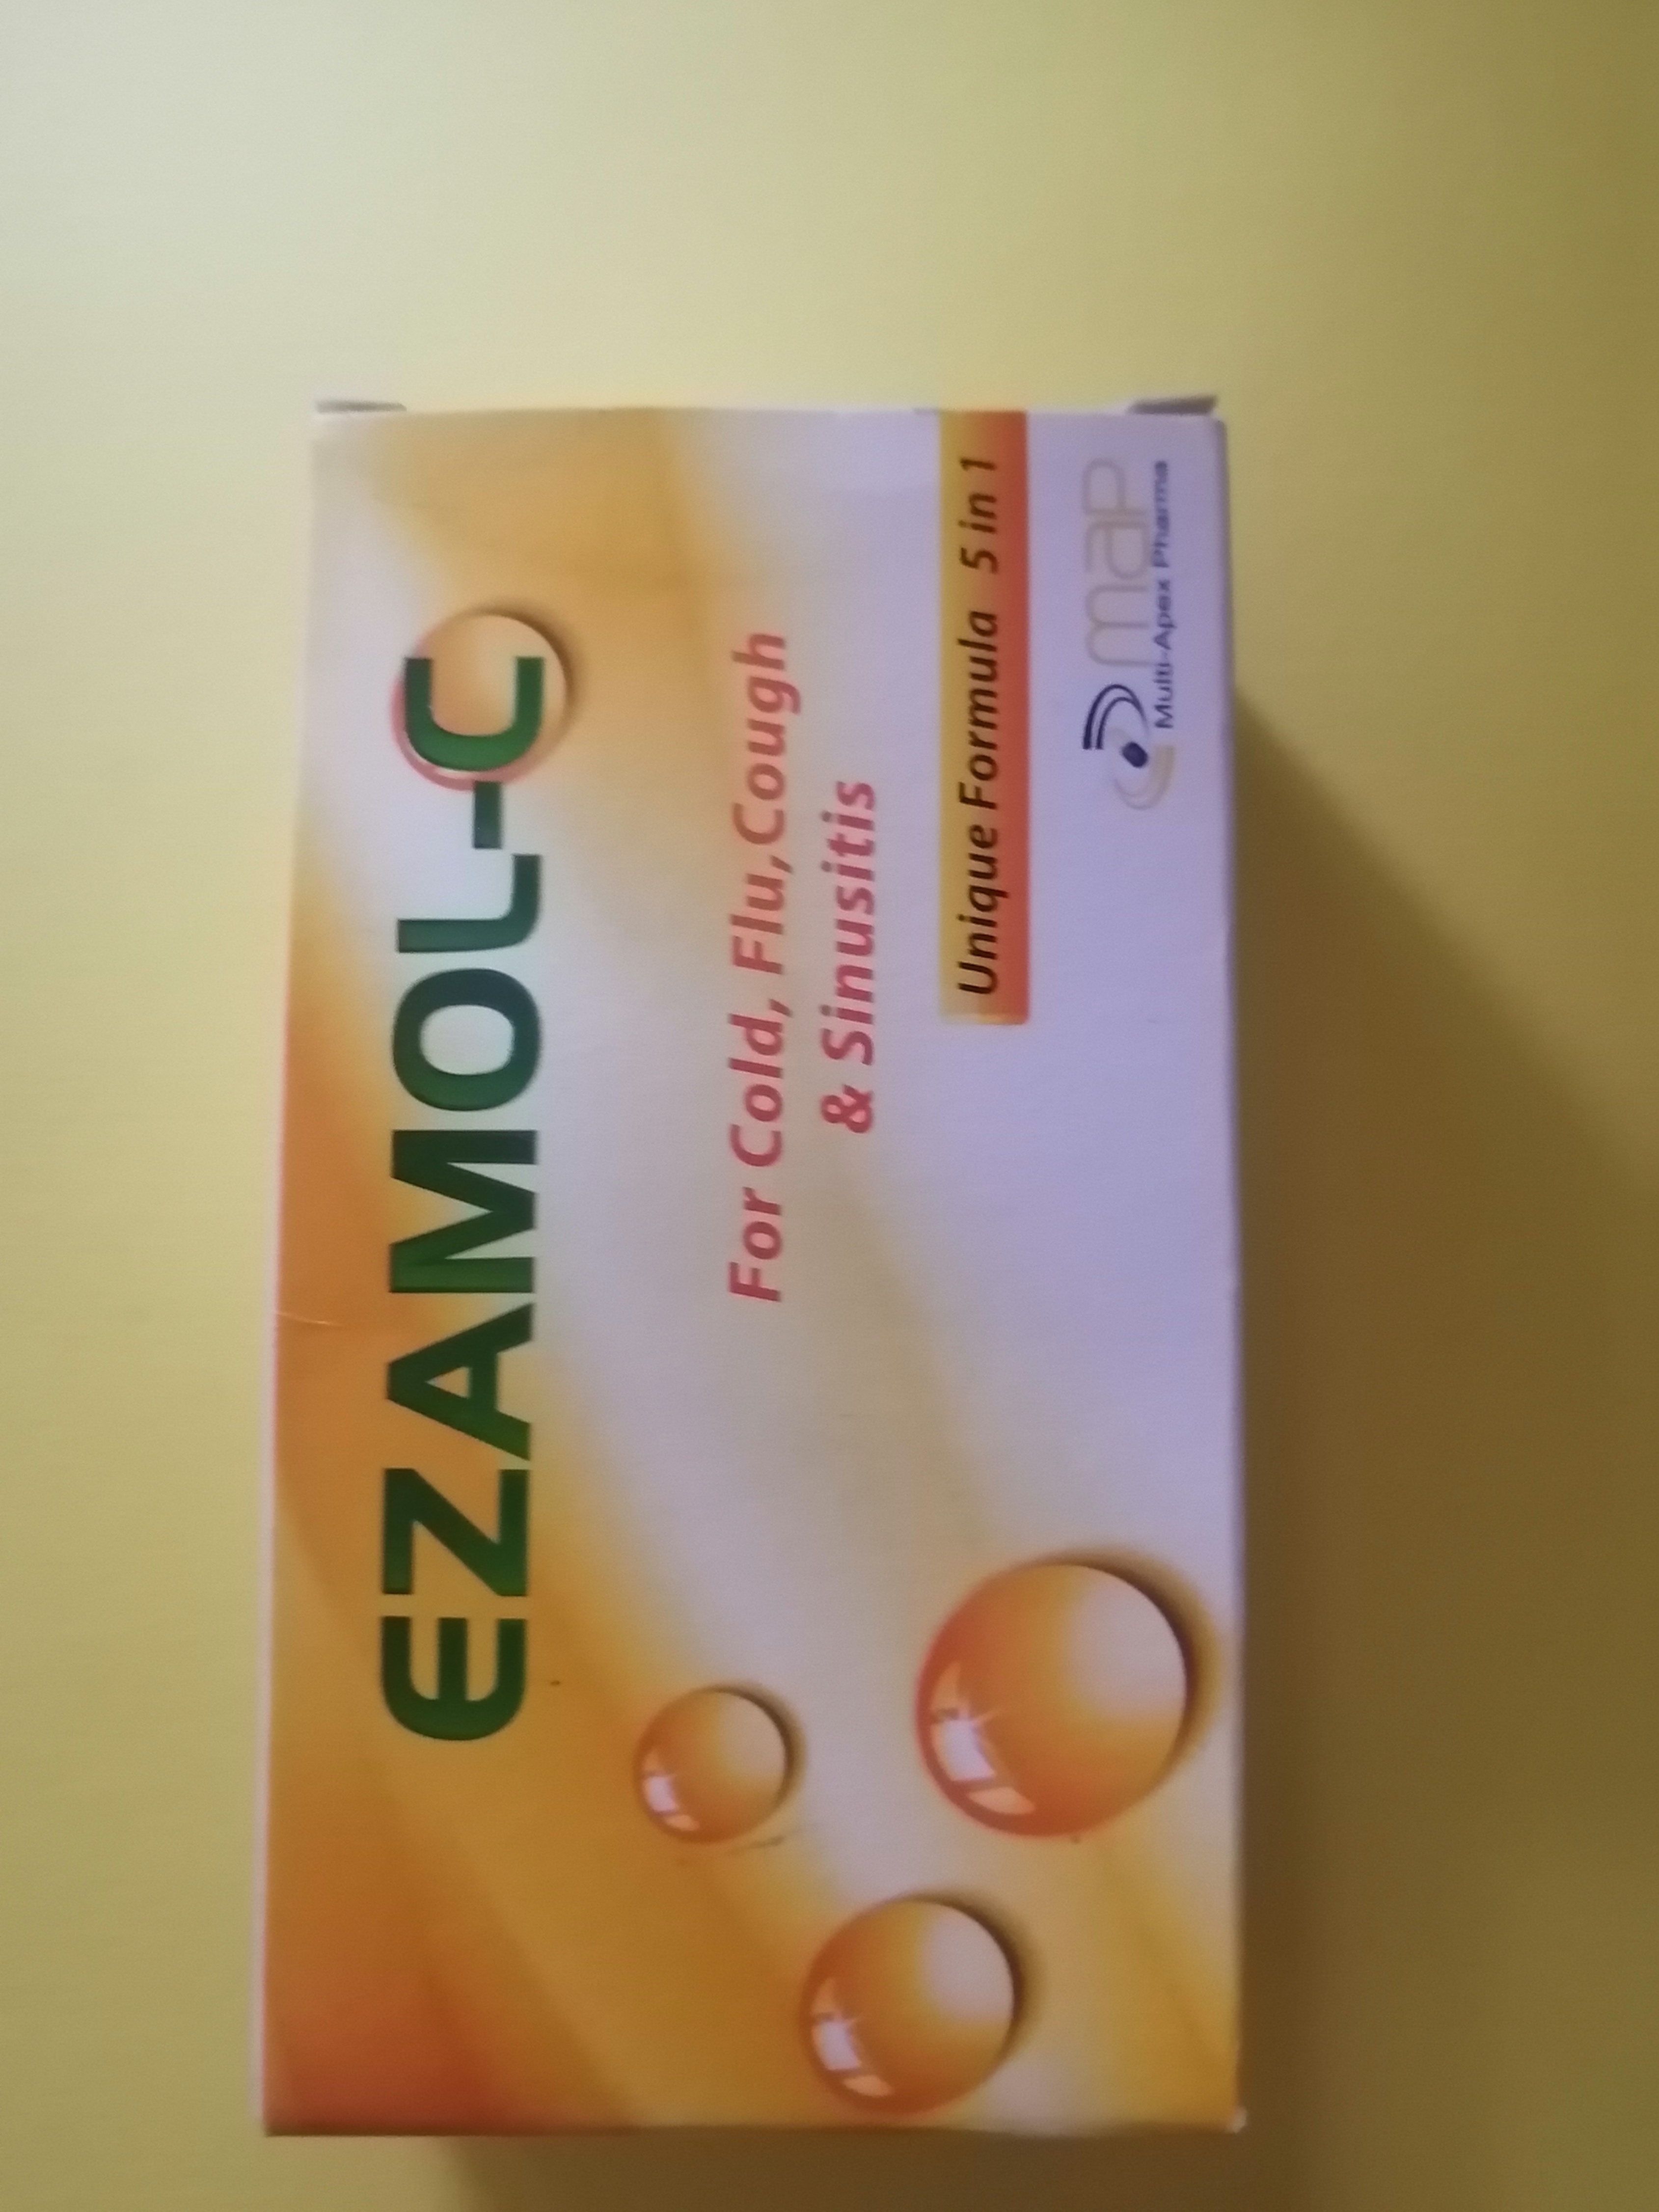 EZAMOL-C
For Cold, Flu,Cough
& Sinusitis
Unique Formula 5 in 1
map
Multi-Apex Pharma